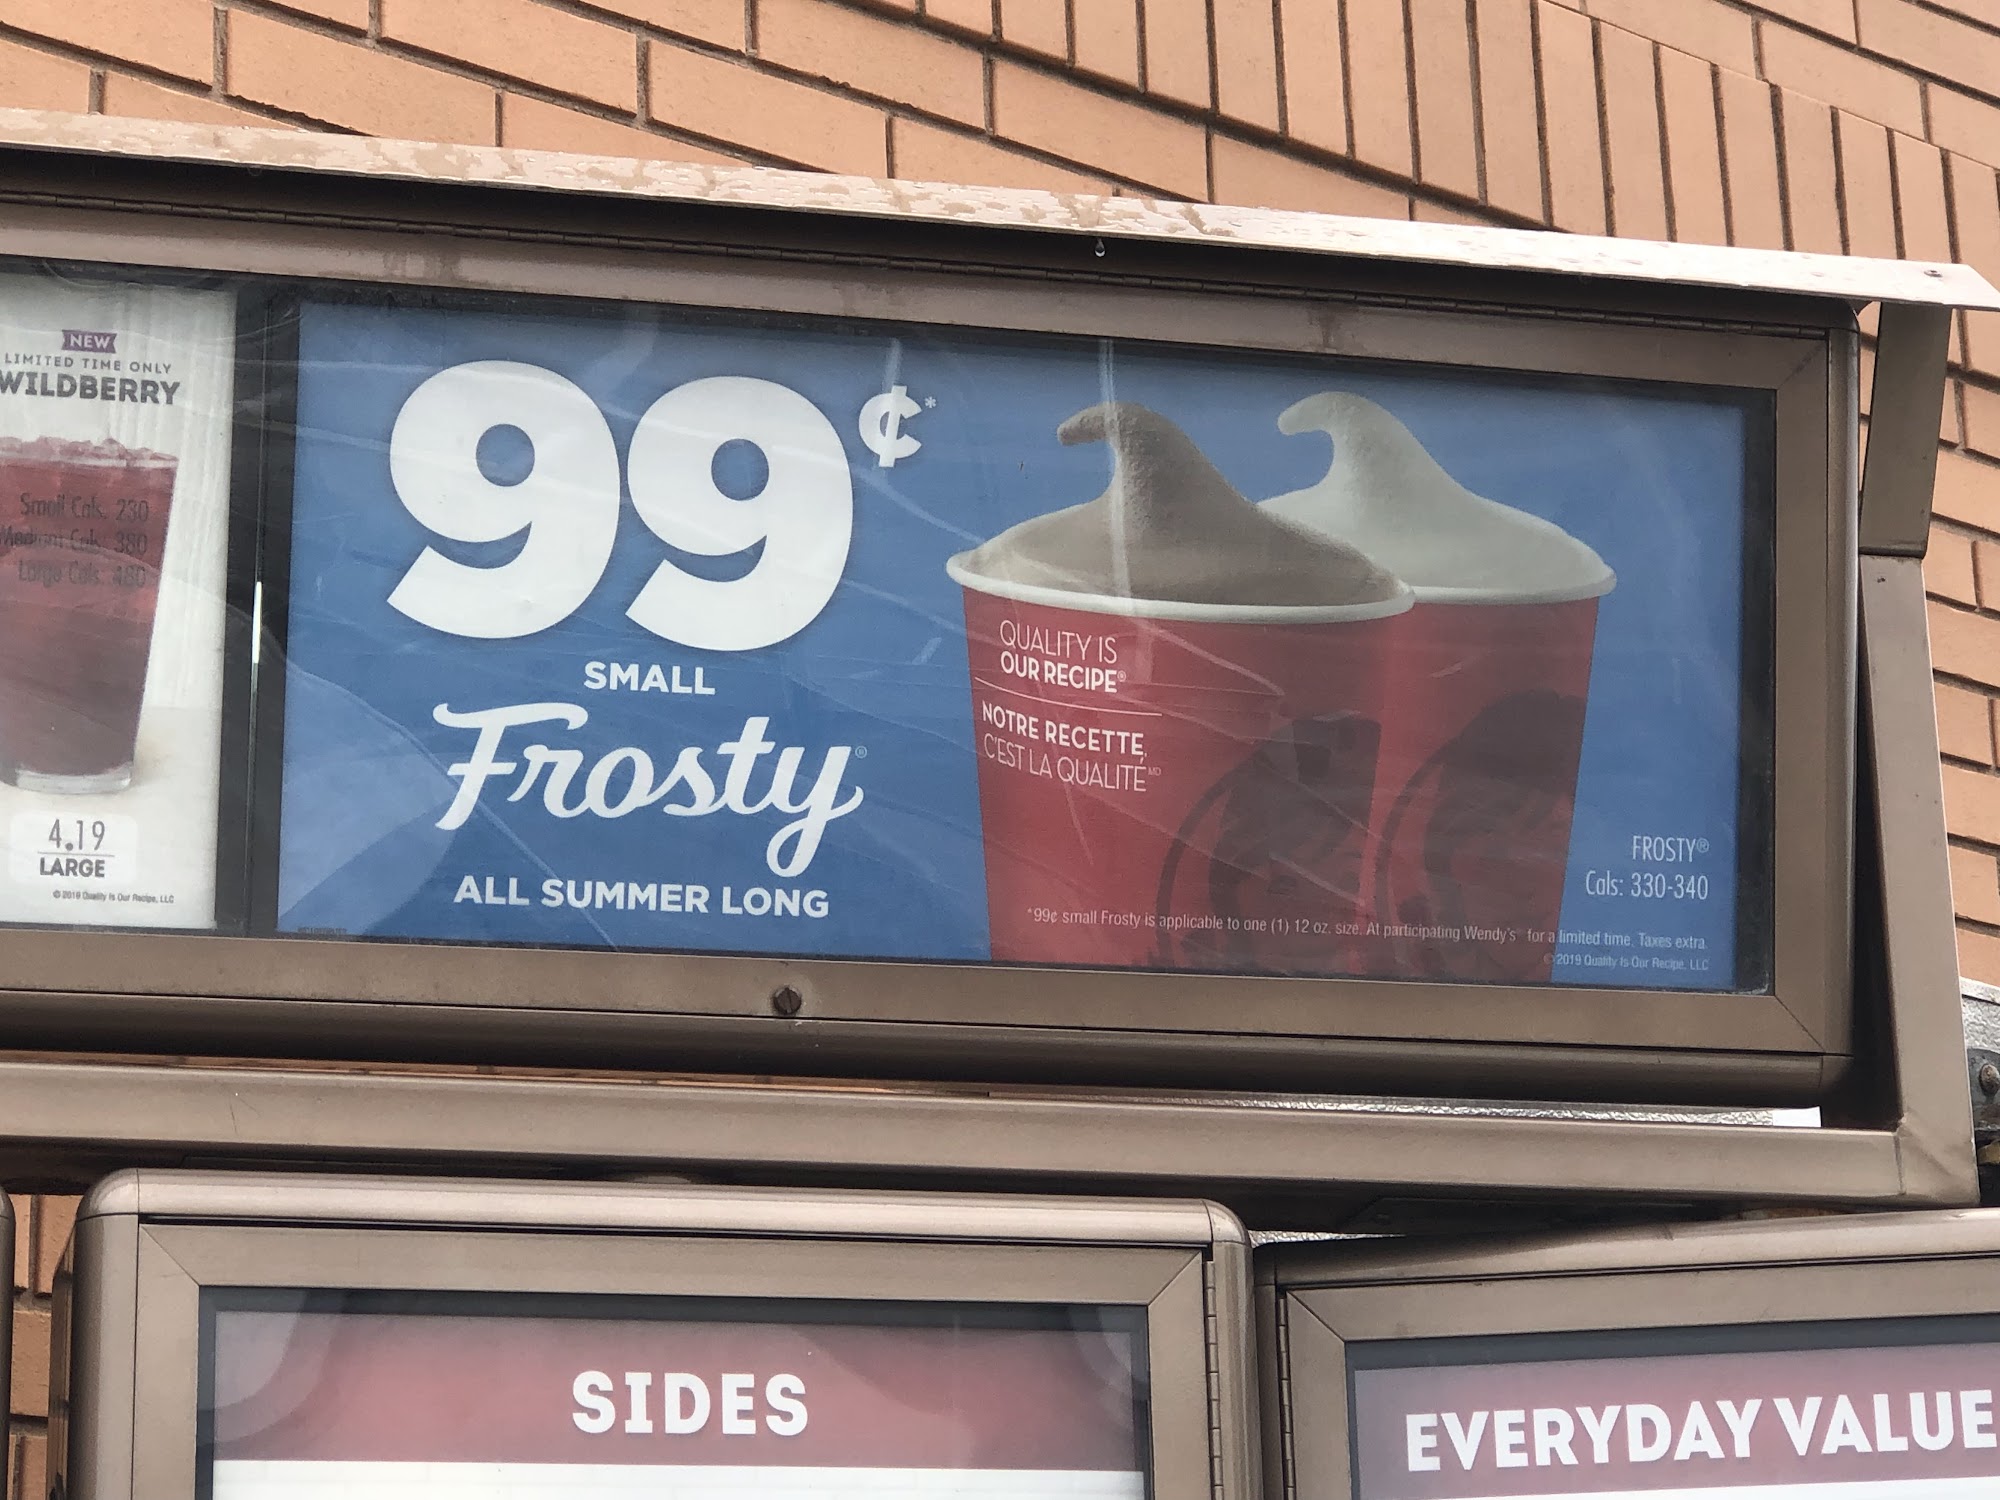 NEW
LIMITED TIME ONLY
WILDBERRY
Small Cals. 230
Medium Cals. 380
Large Cals. 480
4.19
LARGE
© 2019 Quality Is Our Recipe, LLC
99¢*
SMALL
Frosty®
ALL SUMMER LONG
QUALITY IS
OUR RECIPE®
NOTRE RECETTE,
C'EST LA QUALITÉ MD
FROSTY®
Cals: 330-340
*99¢ small Frosty is applicable to one (1) 12 oz. size. At participating Wendy's® for a limited time. Taxes extra.
© 2019 Quality Is Our Recipe, LLC
SIDES
EVERYDAY VALUE